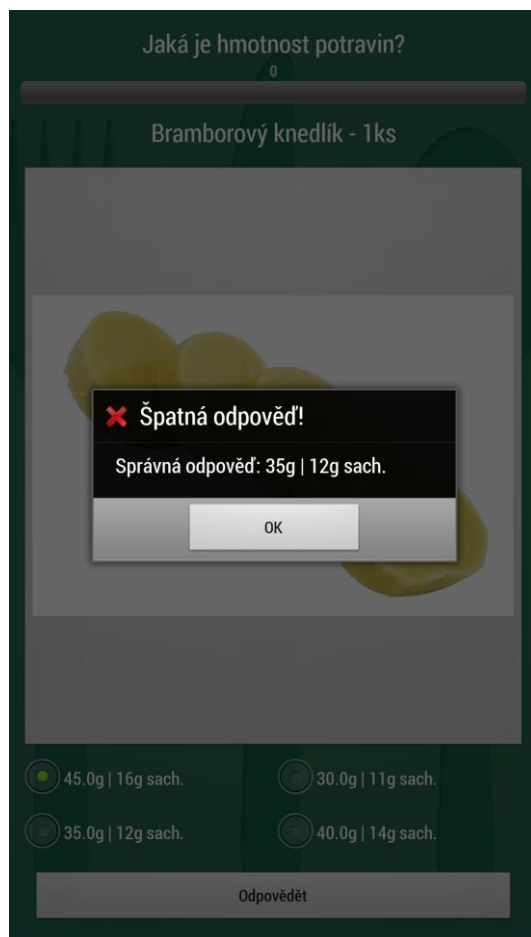 Jaká je hmotnost potravin?
0
Bramborový knedlík - 1ks
Špatná odpověď!
Správná odpověď: 35g | 12g sach.
OK
45.0g | 16g sach.
30.0g | 11g sach.
35.0g | 12g sach.
40.0g | 14g sach.
Odpovědět